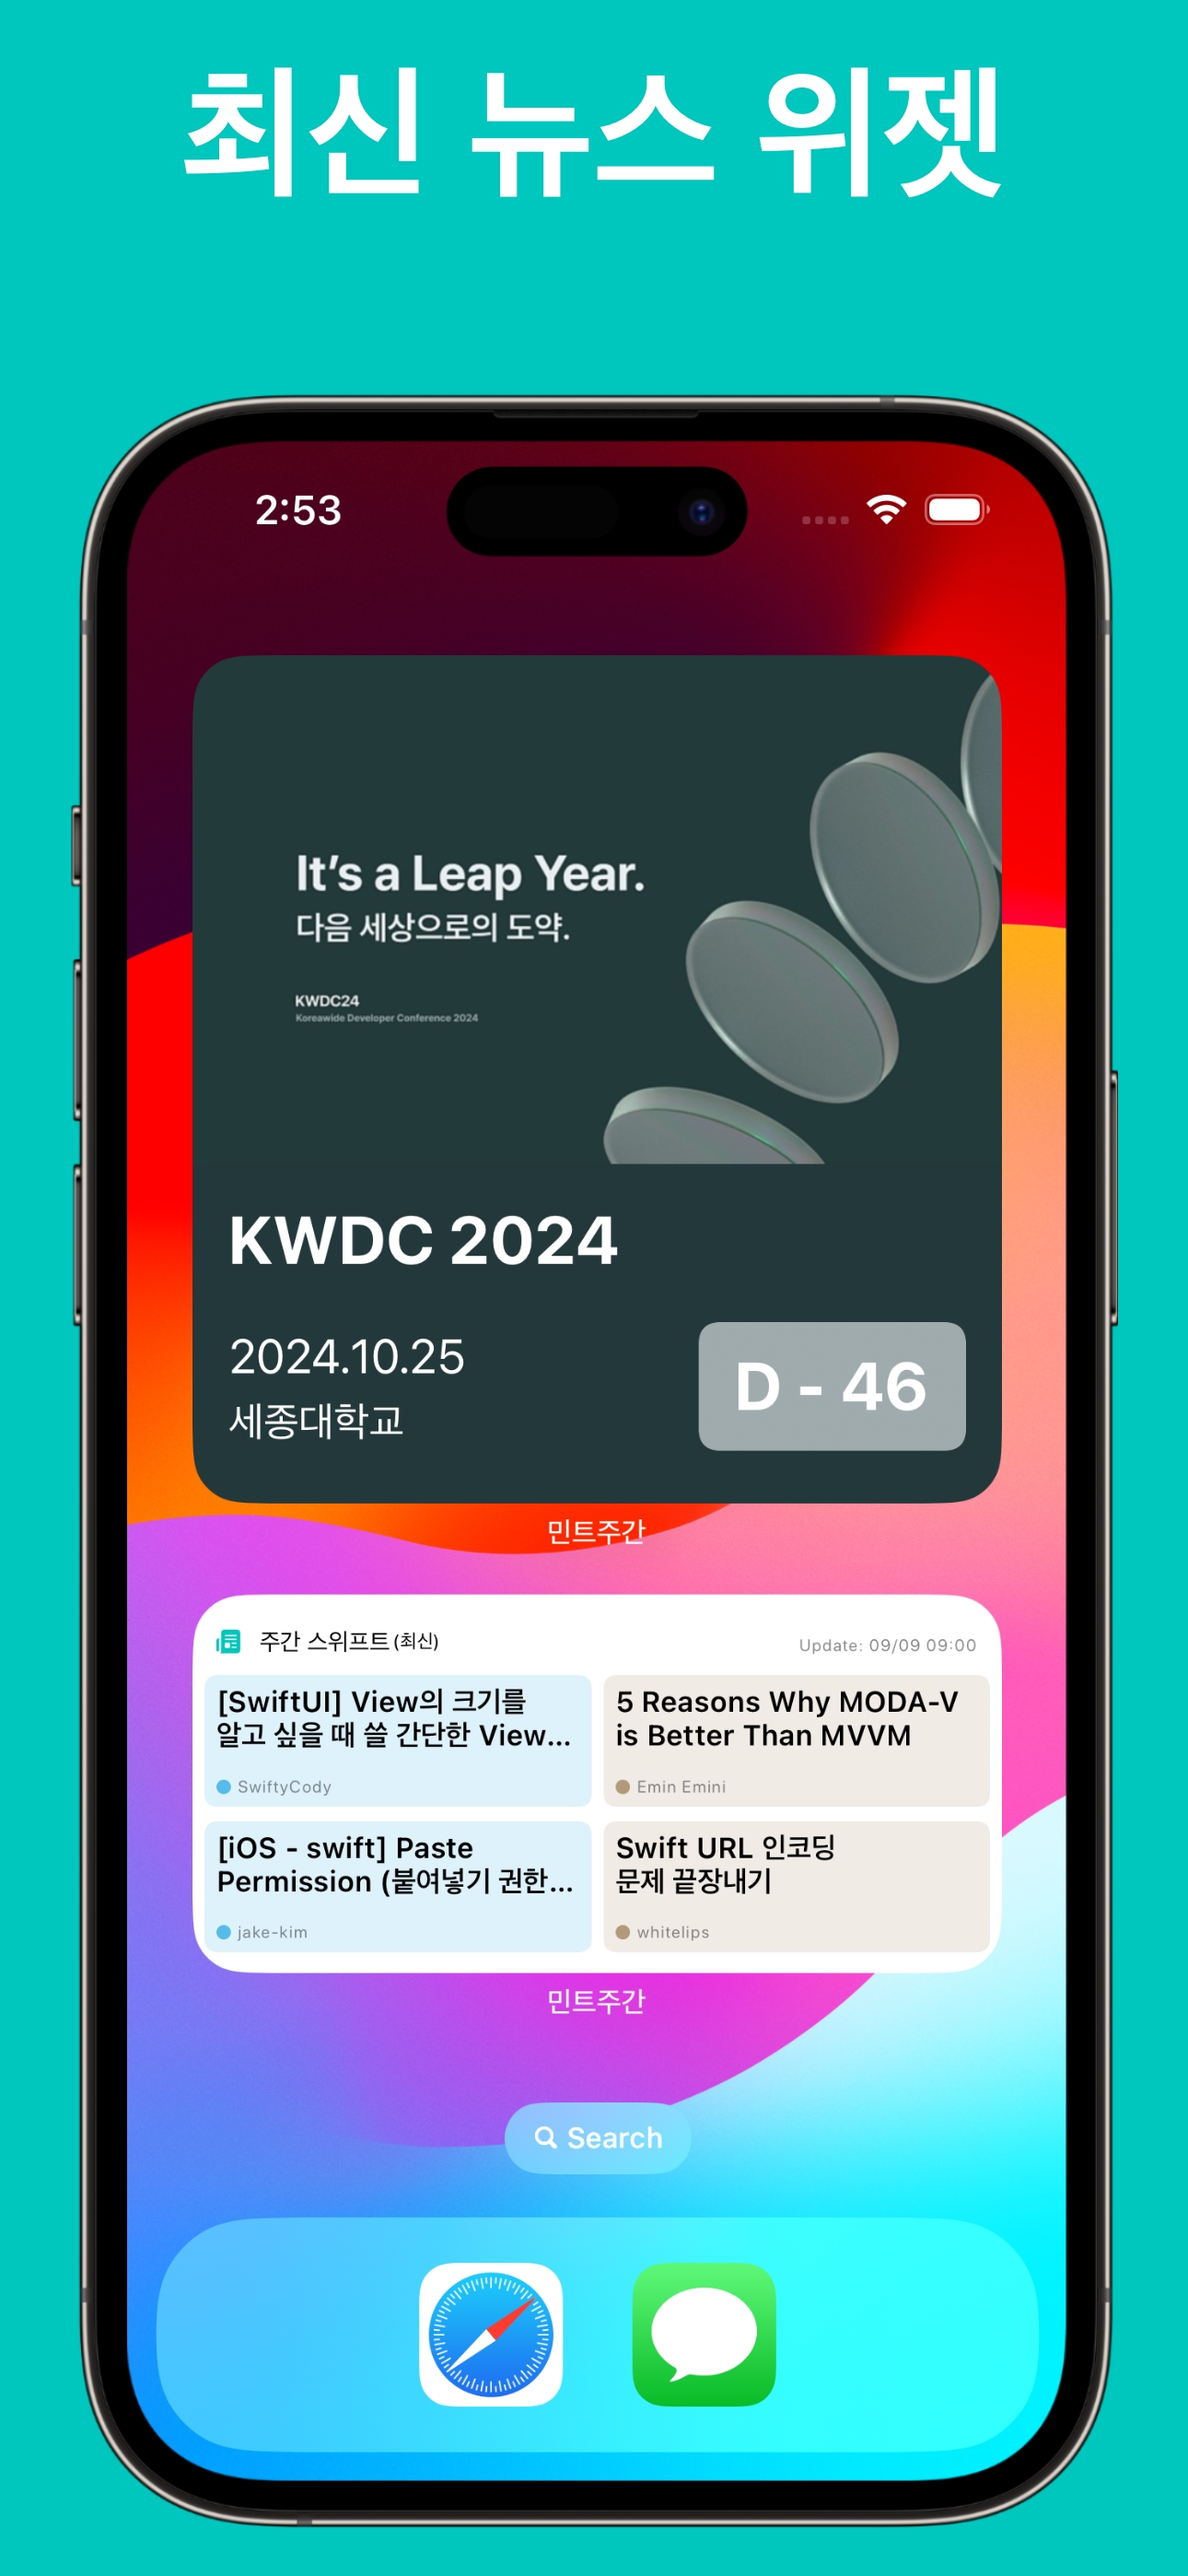 최신 뉴스 위젯
2:53
It's a Leap Year.
다음 세상으로의 도약.
KWDC24
Koreawide Developer Conference 2024
KWDC 2024
2024.10.25
세종대학교
D - 46
민트주간
주간 스위프트 (최신)
Update: 09/09 09:00
[SwiftUI] View의 크기를
알고 싶을 때 쓸 간단한 View...
SwiftyCody
5 Reasons Why MODA-V
is Better Than MVVM
Emin Emini
[iOS - swift] Paste
Permission (붙여넣기 권한...
jake-kim
Swift URL 인코딩
문제 끝장내기
whitelips
민트주간
Search